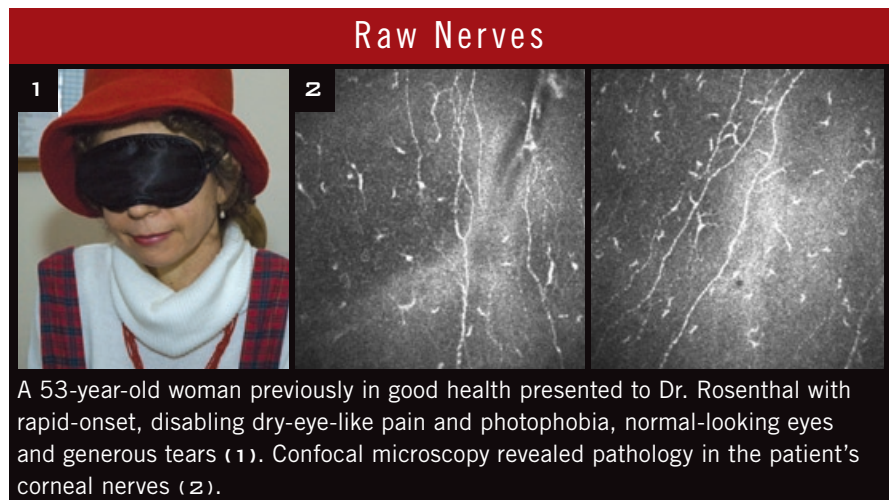 Raw Nerves
1
2
A 53-year-old woman previously in good health presented to Dr. Rosenthal with
rapid-onset, disabling dry-eye-like pain and photophobia, normal-looking eyes
and generous tears (1). Confocal microscopy revealed pathology in the patient’s
corneal nerves (2).